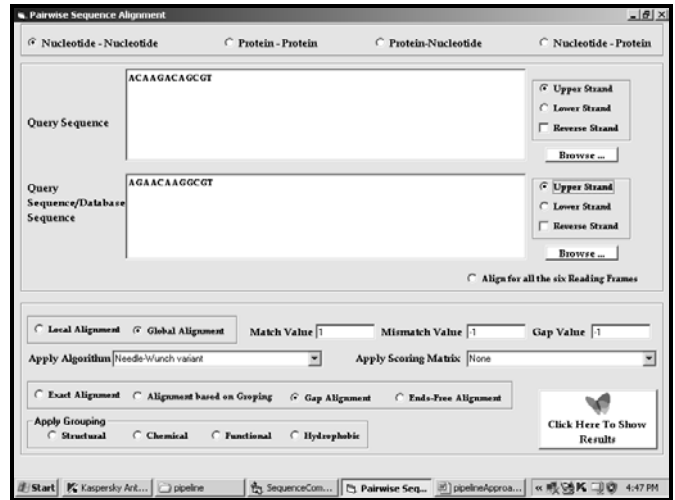 Pairwise Sequence Alignment
Nucleotide - Nucleotide Protein - Protein Protein-Nucleotide Nucleotide - Protein
ACAAGACAGCGT
Upper Strand
Lower Strand
Query Sequence
Reverse Strand
Browse ...
AGAACAAGGCGT
Query
Sequence/Database
Sequence
Upper Strand
Lower Strand
Reverse Strand
Browse ...
Align for all the six Reading Frames
Local Alignment Global Alignment Match Value 1 Mismatch Value -1 Gap Value -1
Apply Algorithm Needle-Wunch variant Apply Scoring Matrix None
Exact Alignment Alignment based on Groping Gap Alignment Ends-Free Alignment
Apply Grouping
Structural Chemical Functional Hydrophobic
Click Here To Show
Results
Start Kaspersky Ant... pipeline SequenceCom... Pairwise Seq... pipelineApproa... 4:47 PM